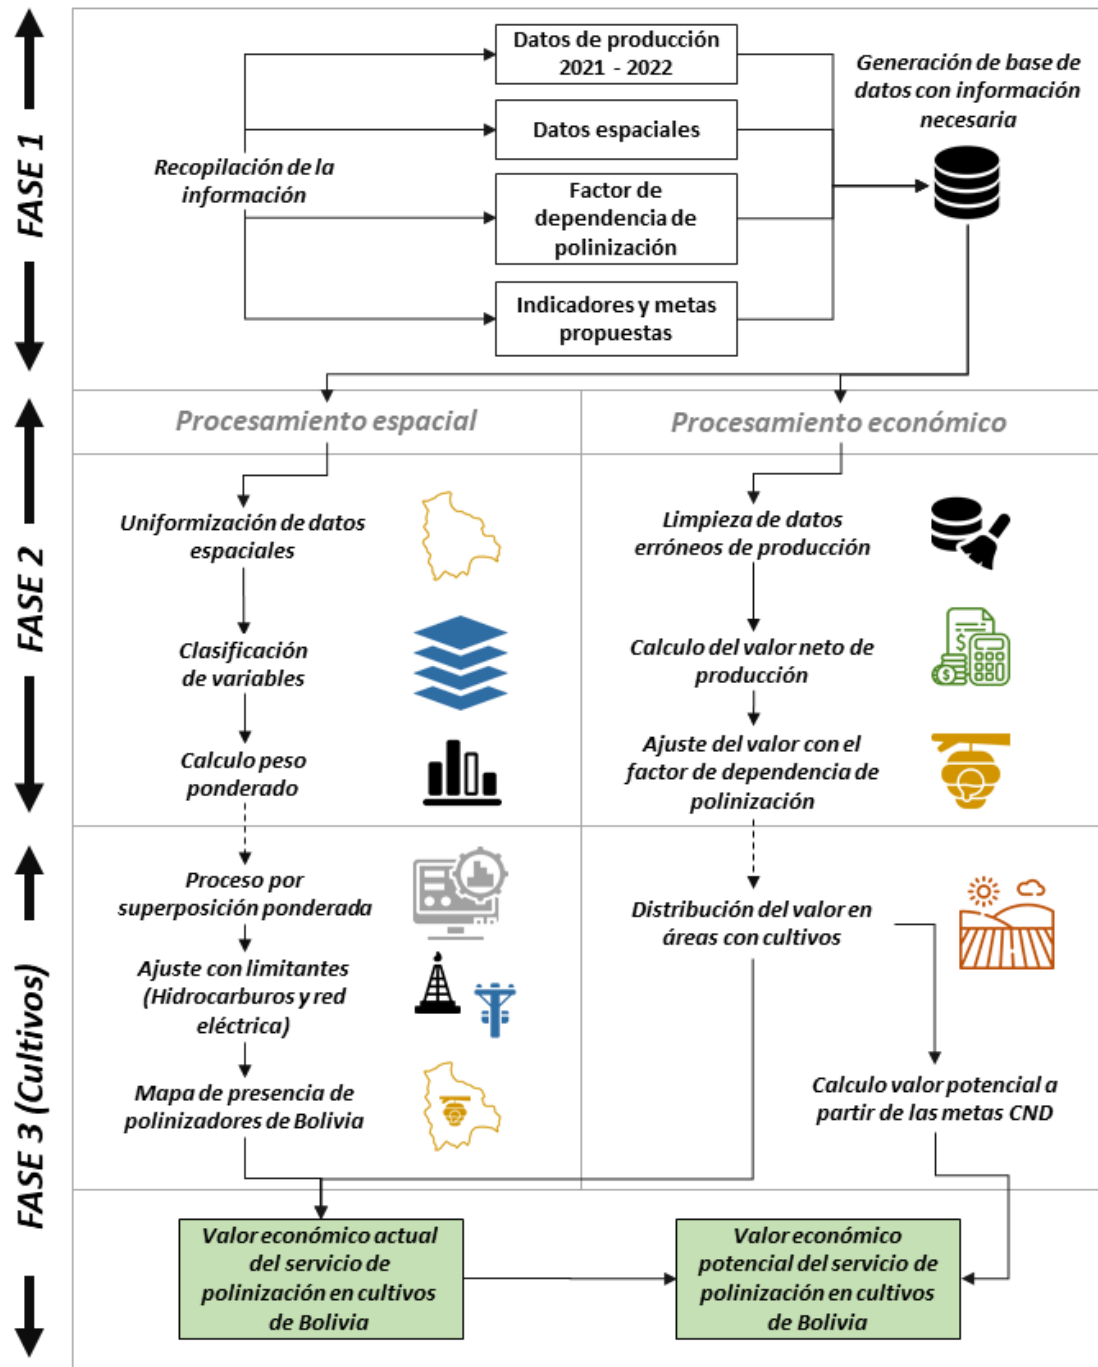 FASE 1
Recopilación de la
información
Datos de producción
2021 - 2022
Datos espaciales
Factor de
dependencia de
polinización
Indicadores y metas
propuestas
Generación de base de
datos con información
necesaria
FASE 2
Procesamiento espacial
Uniformización de datos
espaciales
Clasificación
de variables
Calculo peso
ponderado
Procesamiento económico
Limpieza de datos
erróneos de producción
Calculo del valor neto de
producción
Ajuste del valor con el
factor de dependencia de
polinización
FASE 3 (Cultivos)
Proceso por
superposición ponderada
Ajuste con limitantes
(Hidrocarburos y red
eléctrica)
Mapa de presencia de
polinizadores de Bolivia
Distribución del valor en
áreas con cultivos
Calculo valor potencial a
partir de las metas CND
Valor económico actual
del servicio de
polinización en cultivos
de Bolivia
Valor económico
potencial del servicio de
polinización en cultivos
de Bolivia